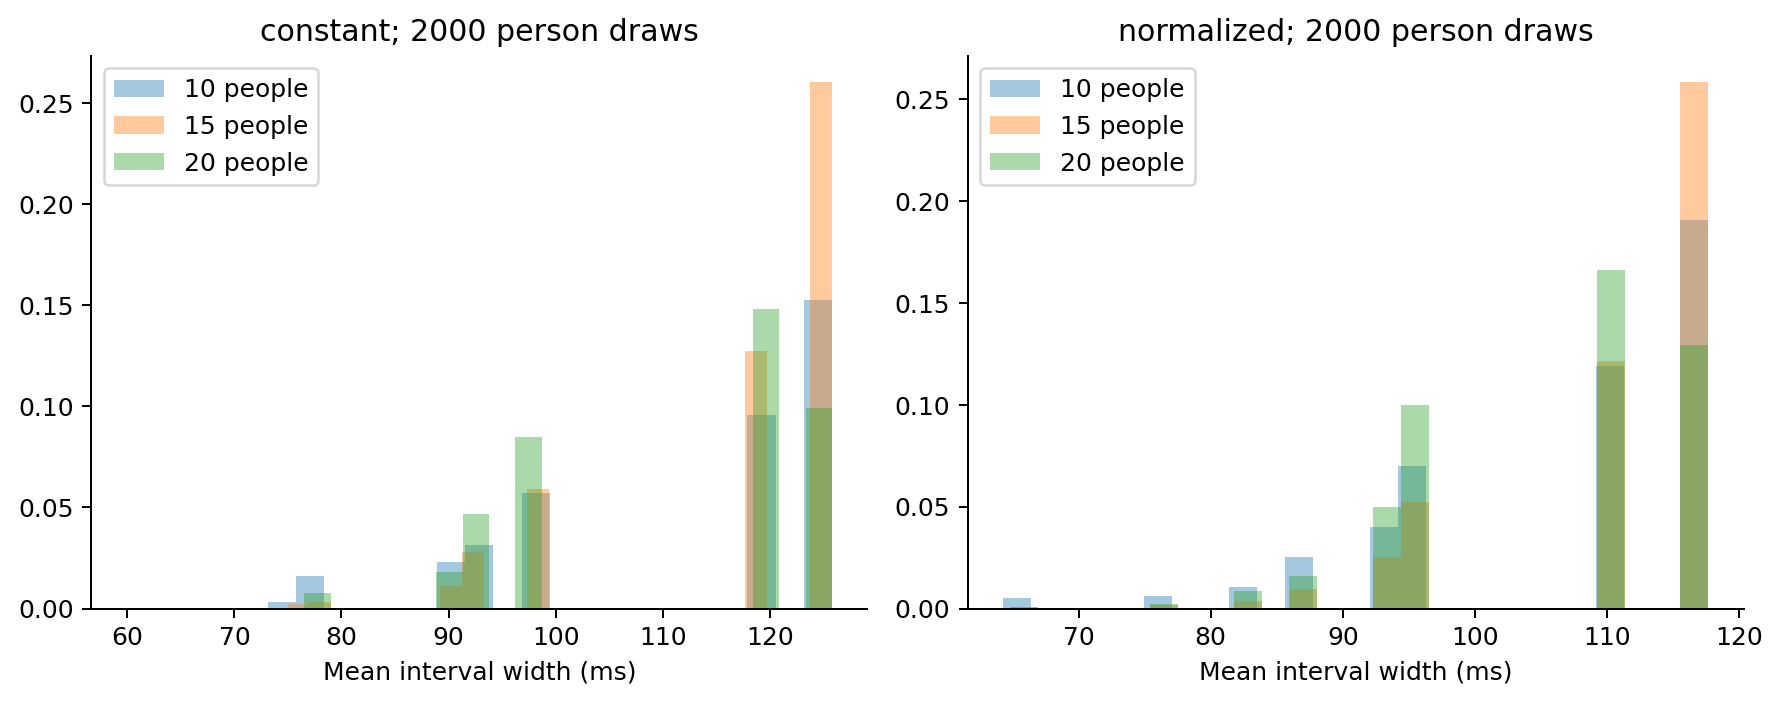 constant; 2000 person draws
10 people
15 people
20 people
0.25
0.20
0.15
0.10
0.05
0.00
60 70 80 90 100 110 120
Mean interval width (ms)
normalized; 2000 person draws
10 people
15 people
20 people
0.25
0.20
0.15
0.10
0.05
0.00
70 80 90 100 110 120
Mean interval width (ms)